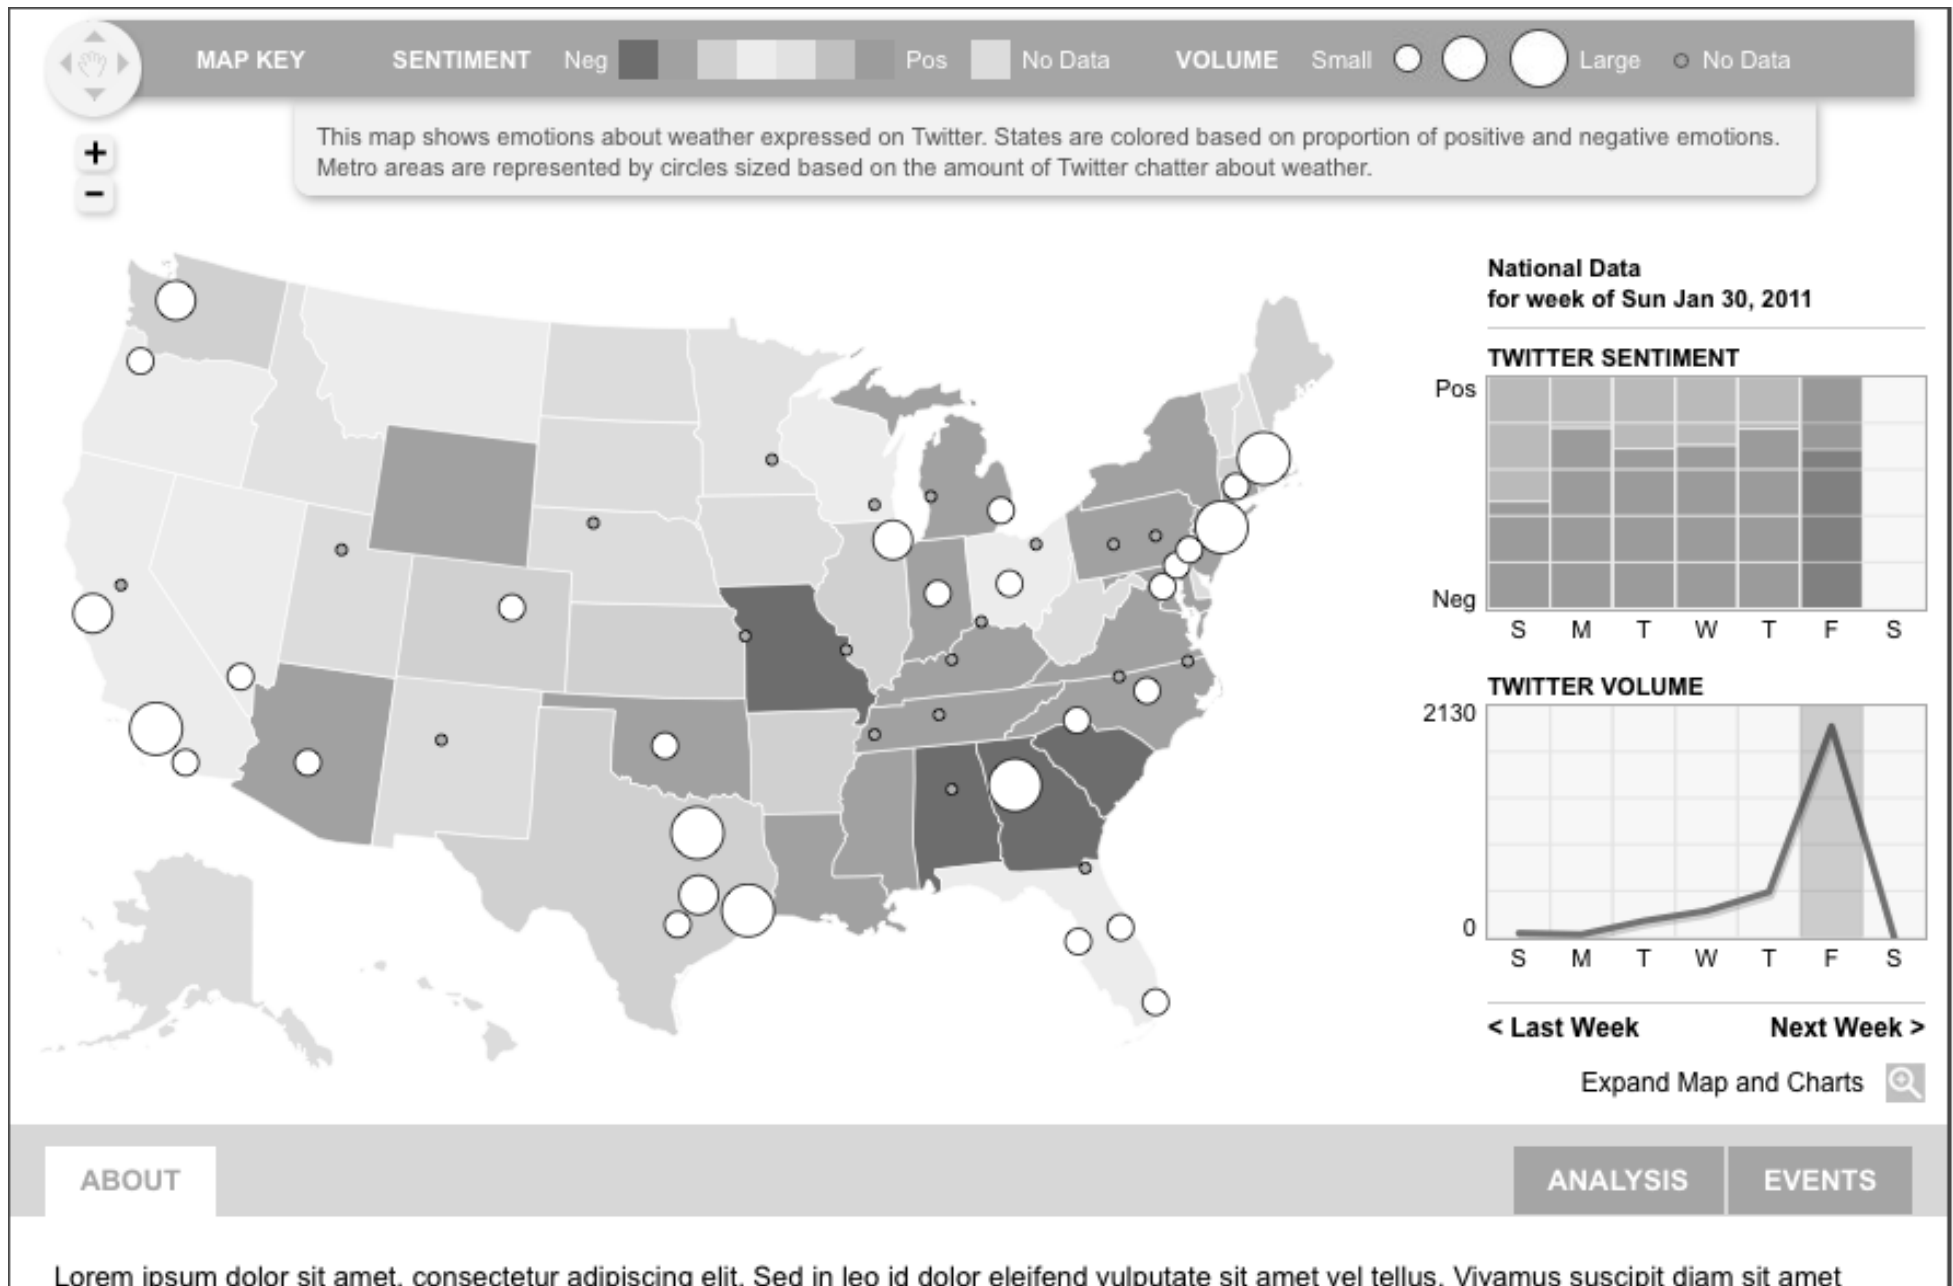 MAP KEY SENTIMENT Neg Pos No Data VOLUME Small Large No Data
This map shows emotions about weather expressed on Twitter. States are colored based on proportion of positive and negative emotions.
Metro areas are represented by circles sized based on the amount of Twitter chatter about weather.
+
−
National Data
for week of Sun Jan 30, 2011
TWITTER SENTIMENT
Pos
Neg
S M T W T F S
TWITTER VOLUME
2130
0
S M T W T F S
< Last Week Next Week >
Expand Map and Charts
ABOUT ANALYSIS EVENTS
Lorem ipsum dolor sit amet, consectetur adipiscing elit. Sed in leo id dolor eleifend vulputate sit amet vel tellus. Vivamus suscipit diam sit amet